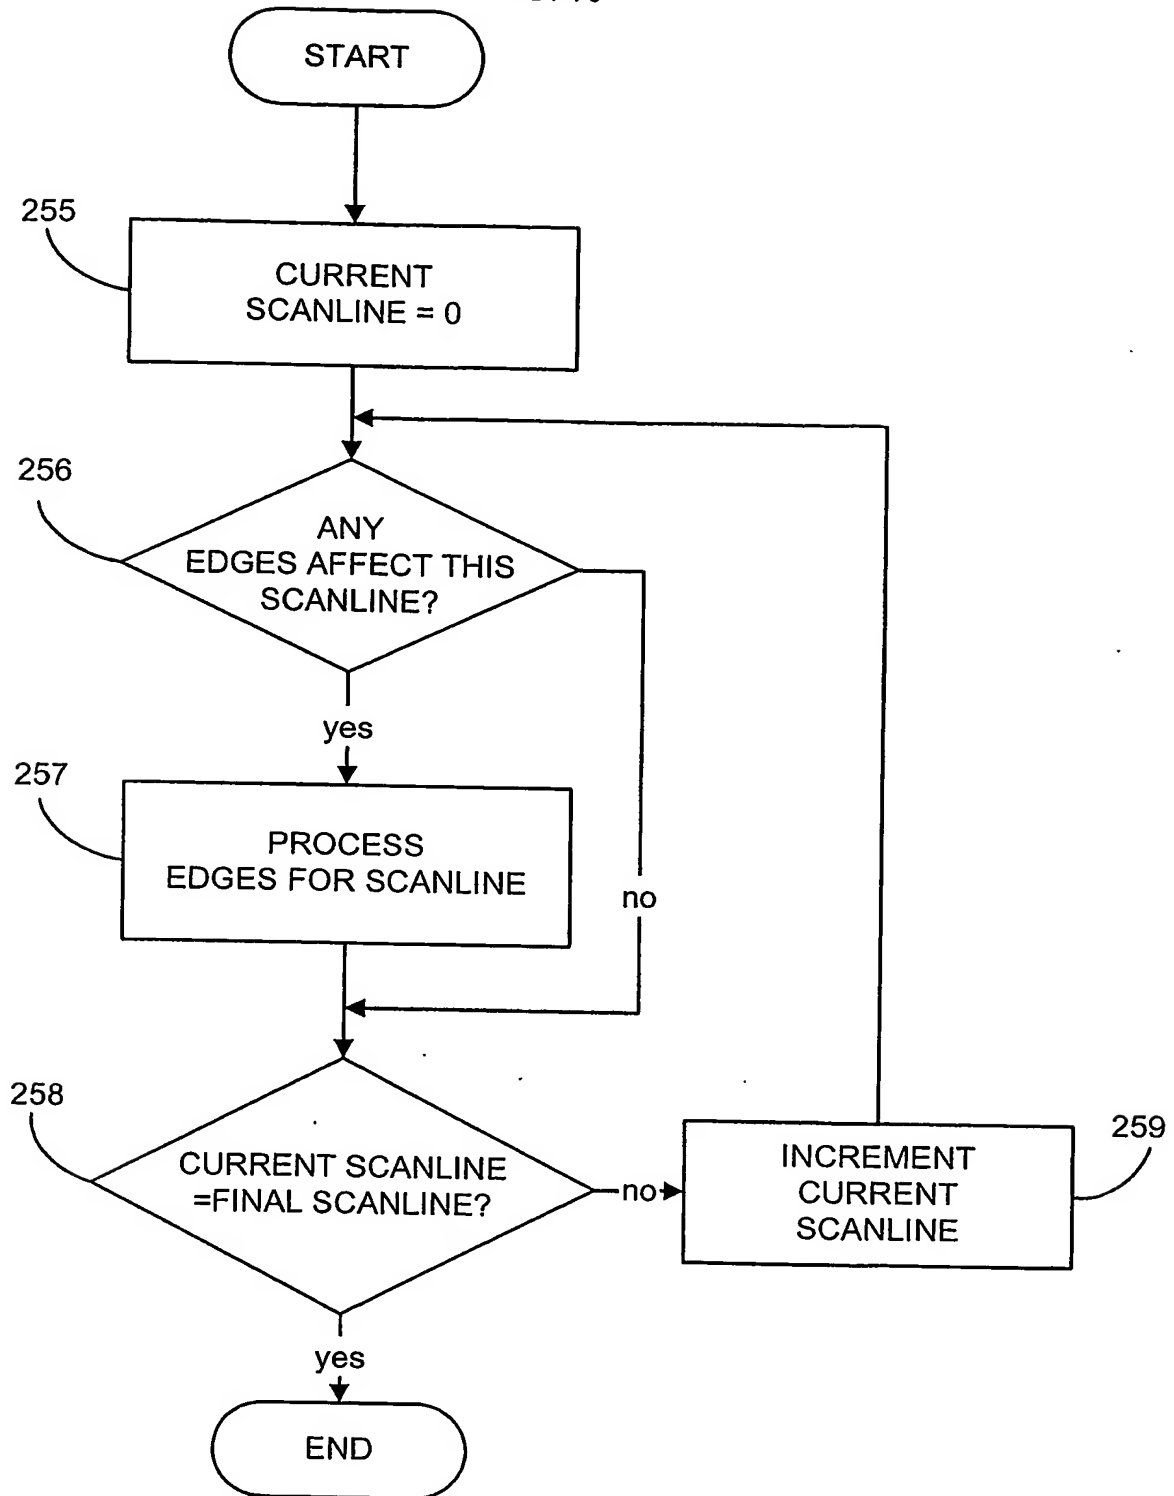 START
255
CURRENT
SCANLINE = 0
256
ANY
EDGES AFFECT THIS
SCANLINE?
yes
257
PROCESS
EDGES FOR SCANLINE
no
258
CURRENT SCANLINE
=FINAL SCANLINE?
no
259
INCREMENT
CURRENT
SCANLINE
yes
END